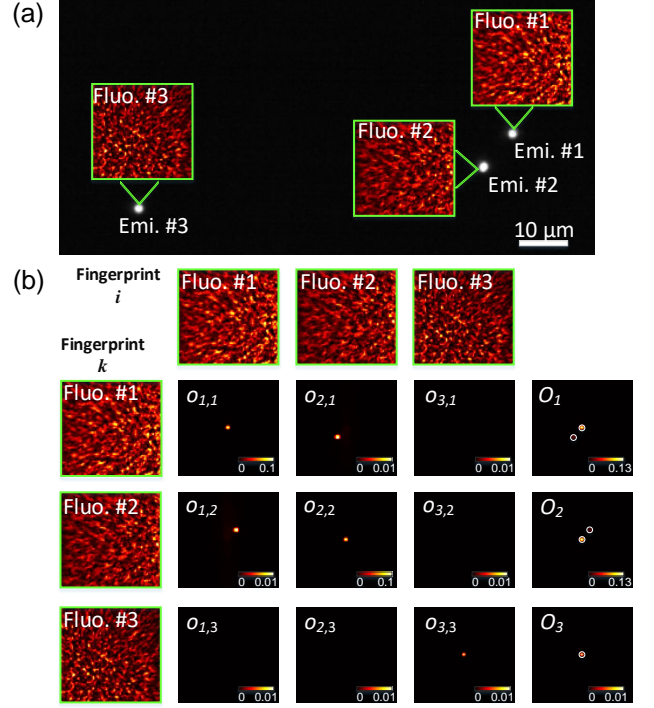 (a)
Fluo. #1
Fluo. #3
Fluo. #2
Emi. #1
Emi. #2
Emi. #3
10 µm
(b)
Fingerprint
i
Fluo. #1 Fluo. #2 Fluo. #3
Fingerprint
k
Fluo. #1 o1,1 o2,1 o3,1 O1
0 0.1 0 0.01 0 0.01 0 0.13
Fluo. #2 o1,2 o2,2 o3,2 O2
0 0.01 0 0.1 0 0.01 0 0.13
Fluo. #3 o1,3 o2,3 o3,3 O3
0 0.01 0 0.01 0 0.01 0 0.01